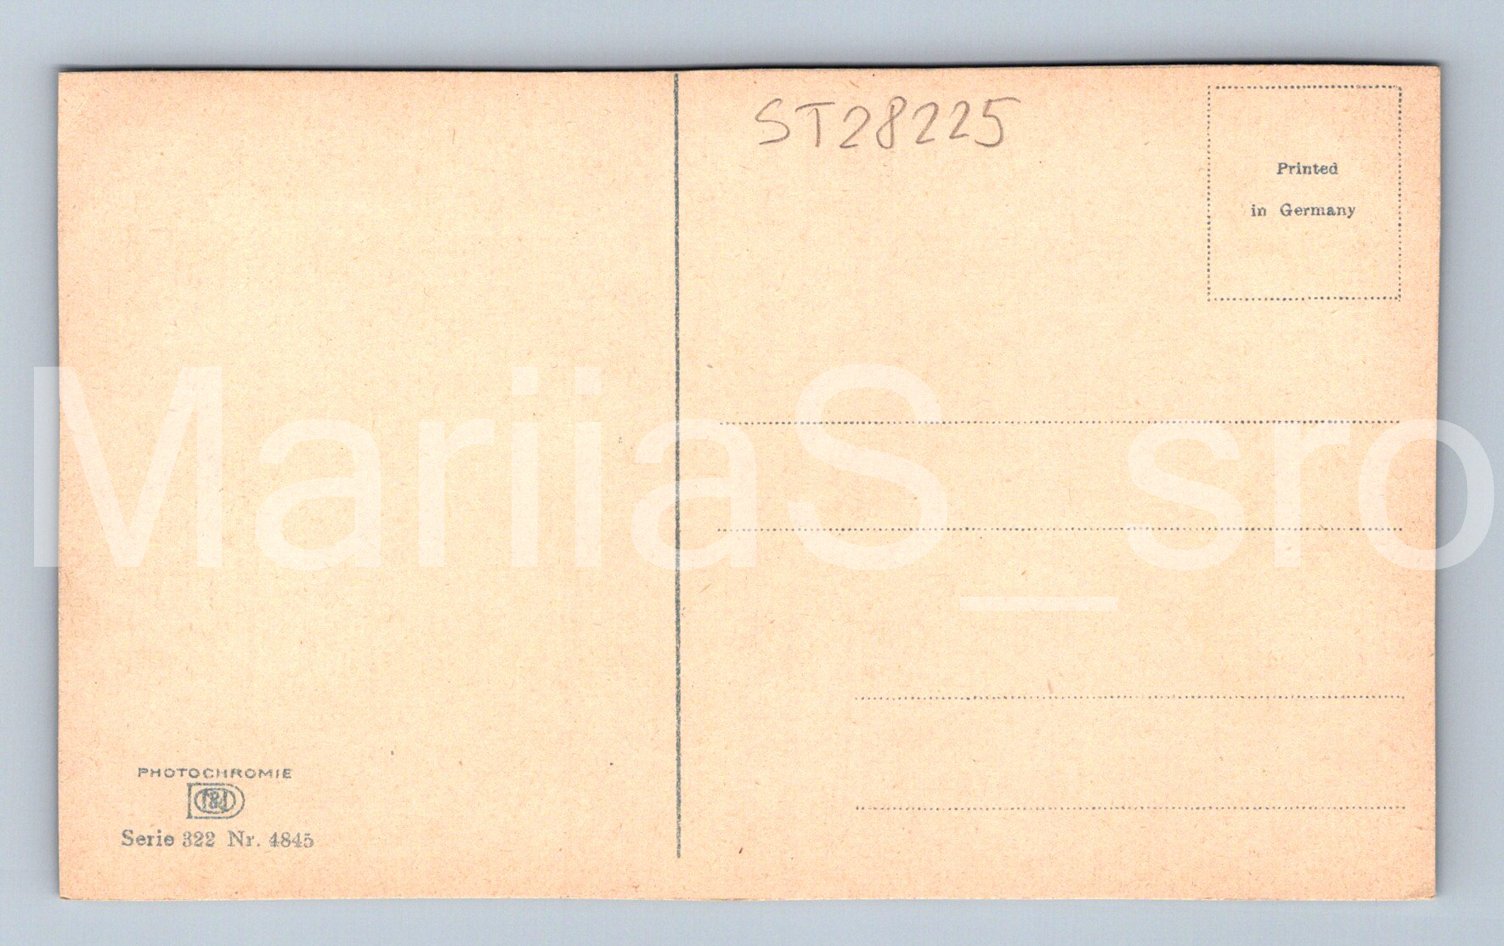 ST28225
Printed
in Germany
MariiaS_sro
PHOTOCHROMIE
Serie 322 Nr. 4845